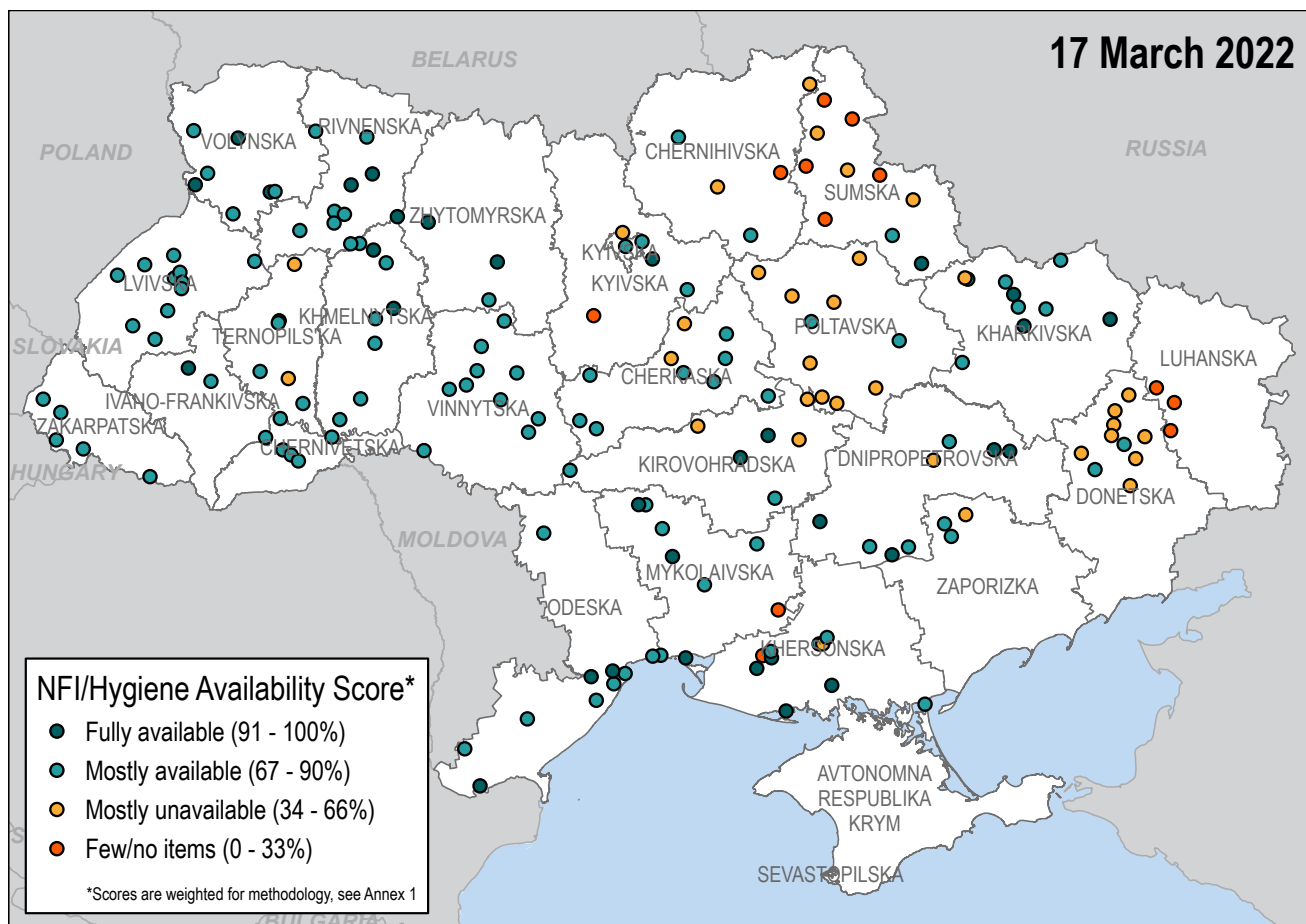 17 March 2022
BELARUS
POLAND
RUSSIA
SLOVAKIA
HUNGARY
MOLDOVA
VOLYNSKA
RIVNENSKA
CHERNIHIVSKA
SUMSKA
ZHYTOMYRSKA
KYIVSKA
KYIVSKA
LVIVSKA
KHMELNYTSKA
TERNOPILSKA
POLTAVSKA
KHARKIVSKA
LUHANSKA
CHERKASKA
IVANO-FRANKIVSKA
VINNYTSKA
ZAKARPATSKA
CHERNIVETSKA
KIROVOHRADSKA
DNIPROPETROVSKA
DONETSKA
MYKOLAIVSKA
ZAPORIZKA
ODESKA
KHERSONSKA
AVTONOMNA
RESPUBLIKA
KRYM
SEVASTOPILSKA
NFI/Hygiene Availability Score*
Fully available (91 - 100%)
Mostly available (67 - 90%)
Mostly unavailable (34 - 66%)
Few/no items (0 - 33%)
*Scores are weighted for methodology, see Annex 1
BULGARIA